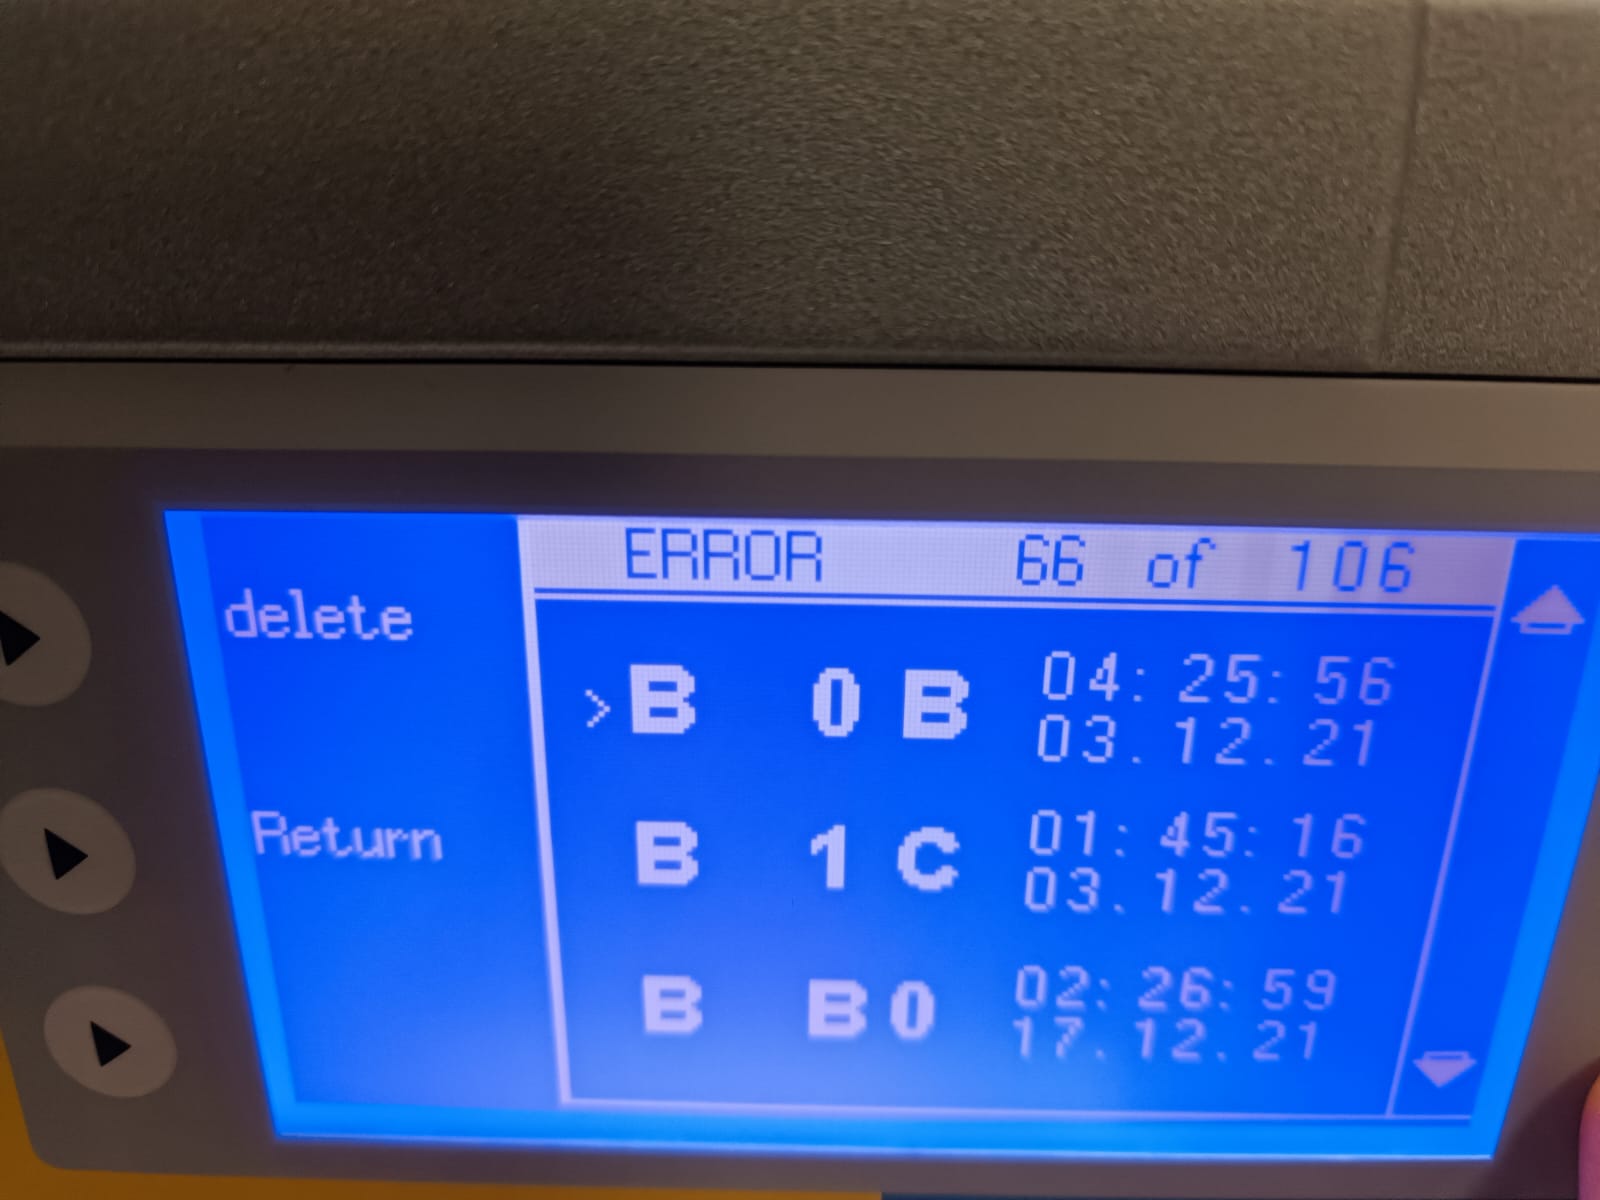 ERROR 66 of 106
delete
>B 0B 04:25:56
03.12.21
Return
B 1C 01:45:16
03.12.21
B B0 02:26:59
17.12.21